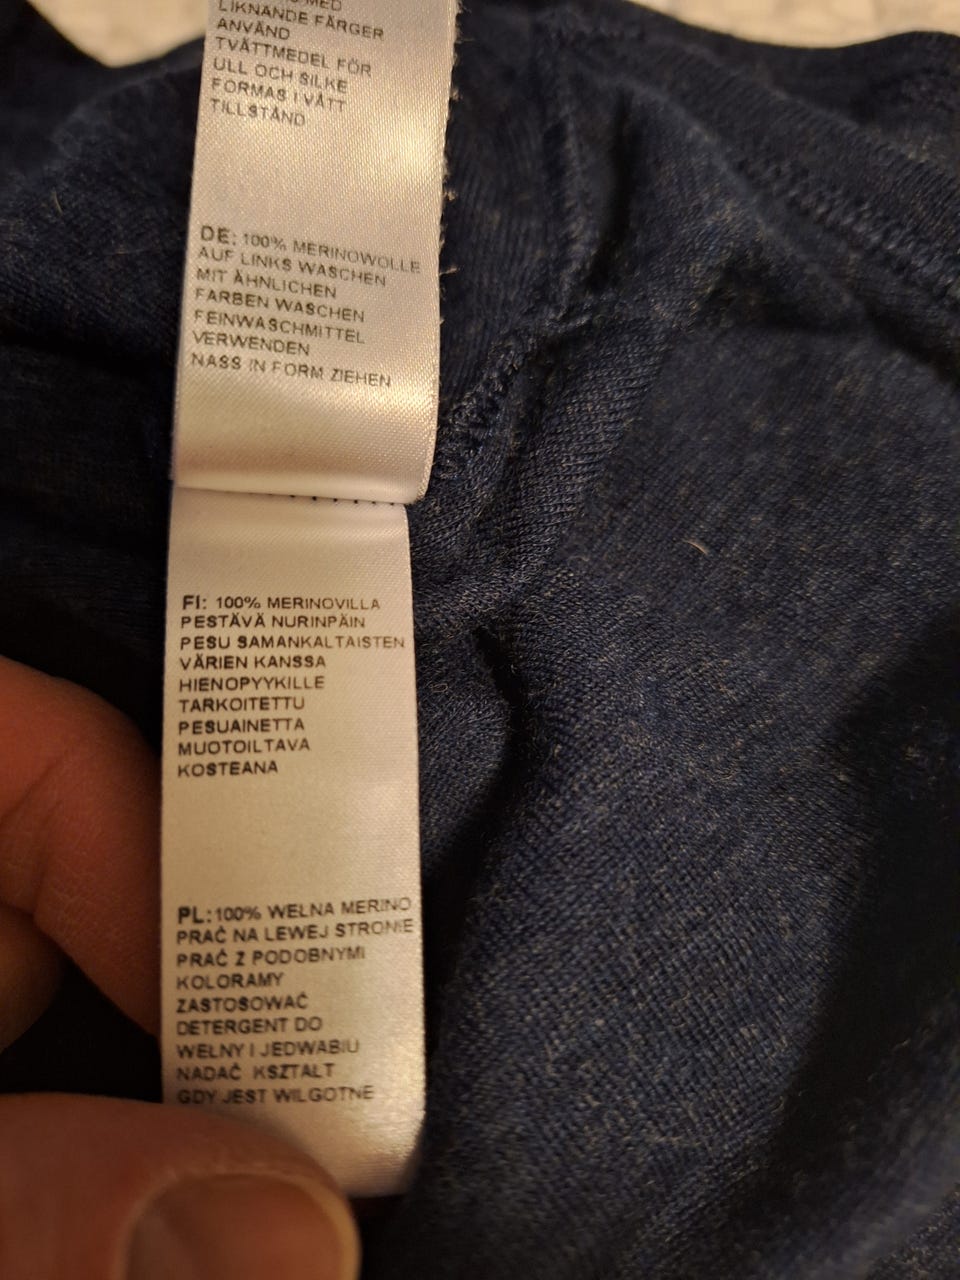 MED
LIKNANDE FÄRGER
ANVÄND
TVÄTTMEDEL FÖR
ULL OCH SILKE
FORMAS I VÅTT
TILLSTÅND
DE: 100% MERINOWOLLE
AUF LINKS WASCHEN
MIT ÄHNLICHEN
FARBEN WASCHEN
FEINWASCHMITTEL
VERWENDEN
NASS IN FORM ZIEHEN
FI: 100% MERINOVILLA
PESTÄVÄ NURINPÄIN
PESU SAMANKALTAISTEN
VÄRIEN KANSSA
HIENOPYYKILLE
TARKOITETTU
PESUAINETTA
MUOTOILTAVA
KOSTEANA
PL:100% WEŁNA MERINO
PRAĆ NA LEWEJ STRONIE
PRAĆ Z PODOBNYMI
KOLORAMY
ZASTOSOWAĆ
DETERGENT DO
WEŁNY I JEDWABIU
NADAĆ KSZTAŁT
GDY JEST WILGOTNE